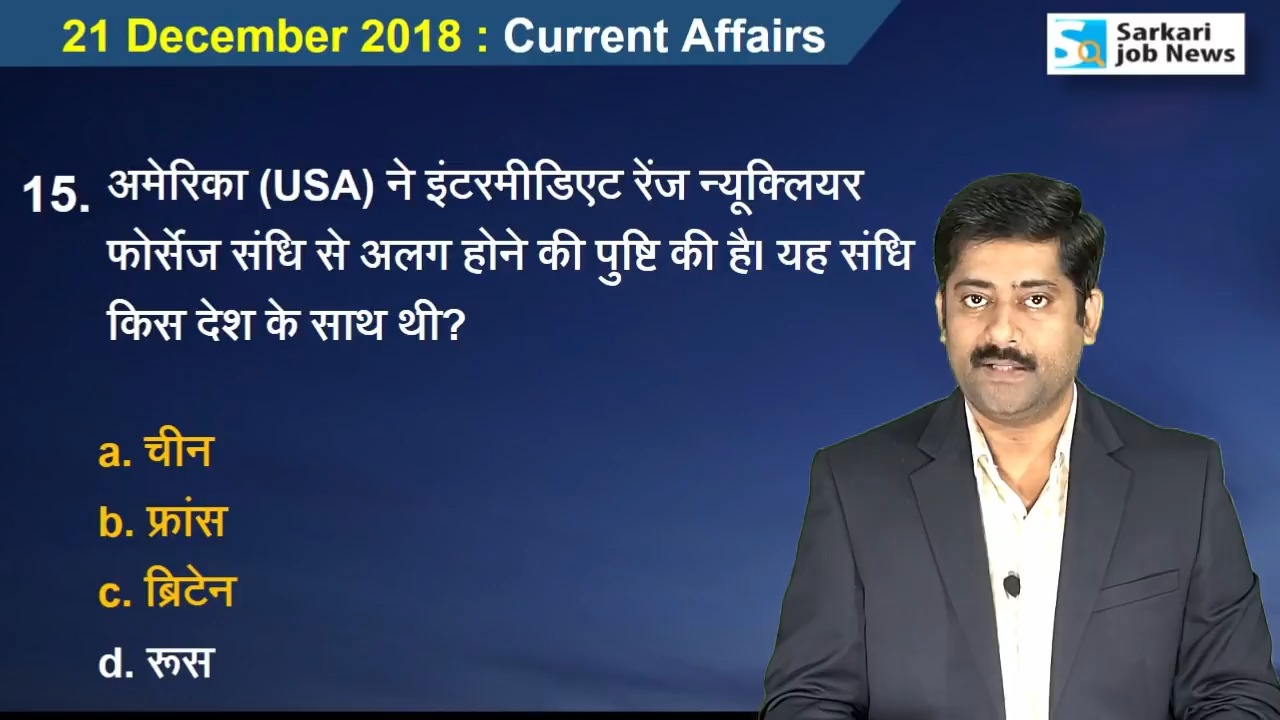 21 December 2018 : Current Affairs
Sarkari
Job News
15. अमेरिका (USA) ने इंटरमीडिएट रेंज न्यूक्लियर
फोर्सेज संधि से अलग होने की पुष्टि की है। यह संधि
किस देश के साथ थी?
a. चीन
b. फ्रांस
c. ब्रिटेन
d. रूस